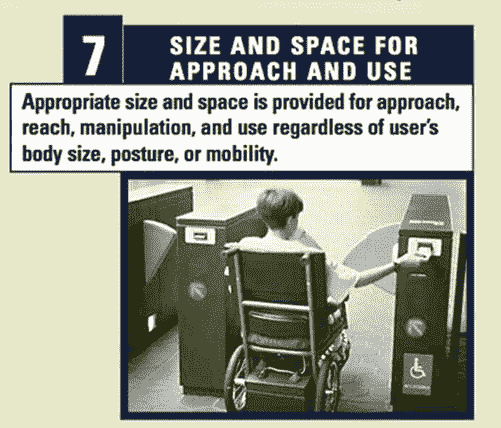 7
SIZE AND SPACE FOR
APPROACH AND USE
Appropriate size and space is provided for approach,
reach, manipulation, and use regardless of user's
body size, posture, or mobility.